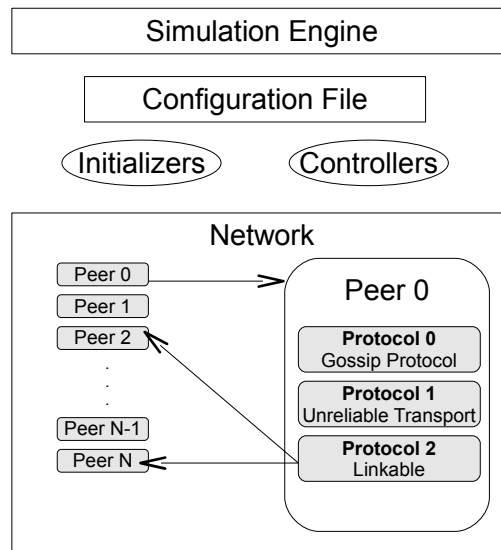 Simulation Engine
Configuration File
Initializers
Controllers
Network
Peer 0
Peer 1
Peer 2
.
.
.
Peer N-1
Peer N
Peer 0
Protocol 0
Gossip Protocol
Protocol 1
Unreliable Transport
Protocol 2
Linkable